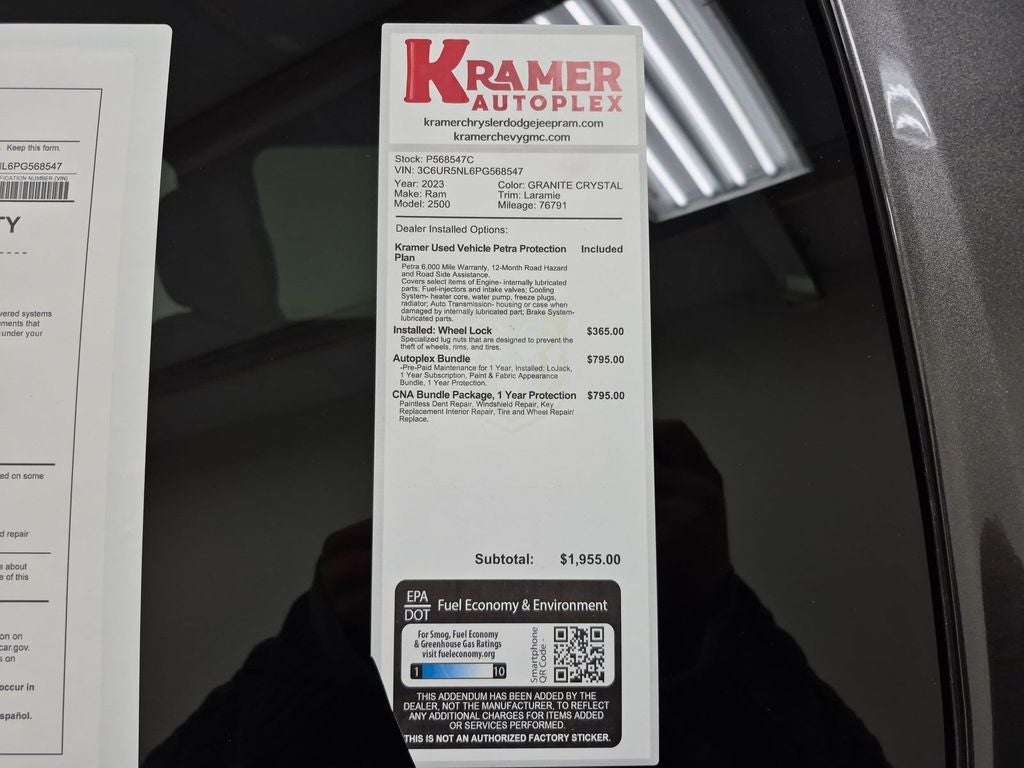 Keep this form.
NL6PG568547
FICATION NUMBER (VIN)
TY
vered systems
ments that
under your
ed on some
d repair
s about
e of this
on on
car.gov.
s on
occur in
spañol.
KRAMER
AUTOPLEX
kramerchryslerdodgejeepram.com
kramerchevygmc.com
Stock: P568547C
VIN: 3C6UR5NL6PG568547
Year: 2023 Color: GRANITE CRYSTAL
Make: Ram Trim: Laramie
Model: 2500 Mileage: 76791
Dealer Installed Options:
Kramer Used Vehicle Petra Protection Included
Plan
Petra 6,000 Mile Warranty, 12-Month Road Hazard
and Road Side Assistance.
Covers select items of Engine- internally lubricated
parts; Fuel-injectors and intake valves; Cooling
System- heater core, water pump, freeze plugs,
radiator; Auto Transmission- housing or case when
damaged by internally lubricated part; Brake System-
lubricated parts.
Installed: Wheel Lock $365.00
Specialized lug nuts that are designed to prevent the
theft of wheels, rims, and tires.
Autoplex Bundle $795.00
-Pre-Paid Maintenance for 1 Year, Installed: LoJack,
1 Year Subscription, Paint & Fabric Appearance
Bundle, 1 Year Protection.
CNA Bundle Package, 1 Year Protection $795.00
Paintless Dent Repair, Windshield Repair, Key
Replacement Interior Repair, Tire and Wheel Repair/
Replace.
Subtotal: $1,955.00
EPA
DOT
Fuel Economy & Environment
For Smog, Fuel Economy
& Greenhouse Gas Ratings
visit fueleconomy.org
1 10
Smartphone
QR Code -
THIS ADDENDUM HAS BEEN ADDED BY THE
DEALER, NOT THE MANUFACTURER, TO REFLECT
ANY ADDITIONAL CHARGES FOR ITEMS ADDED
OR SERVICES PERFORMED.
THIS IS NOT AN AUTHORIZED FACTORY STICKER.